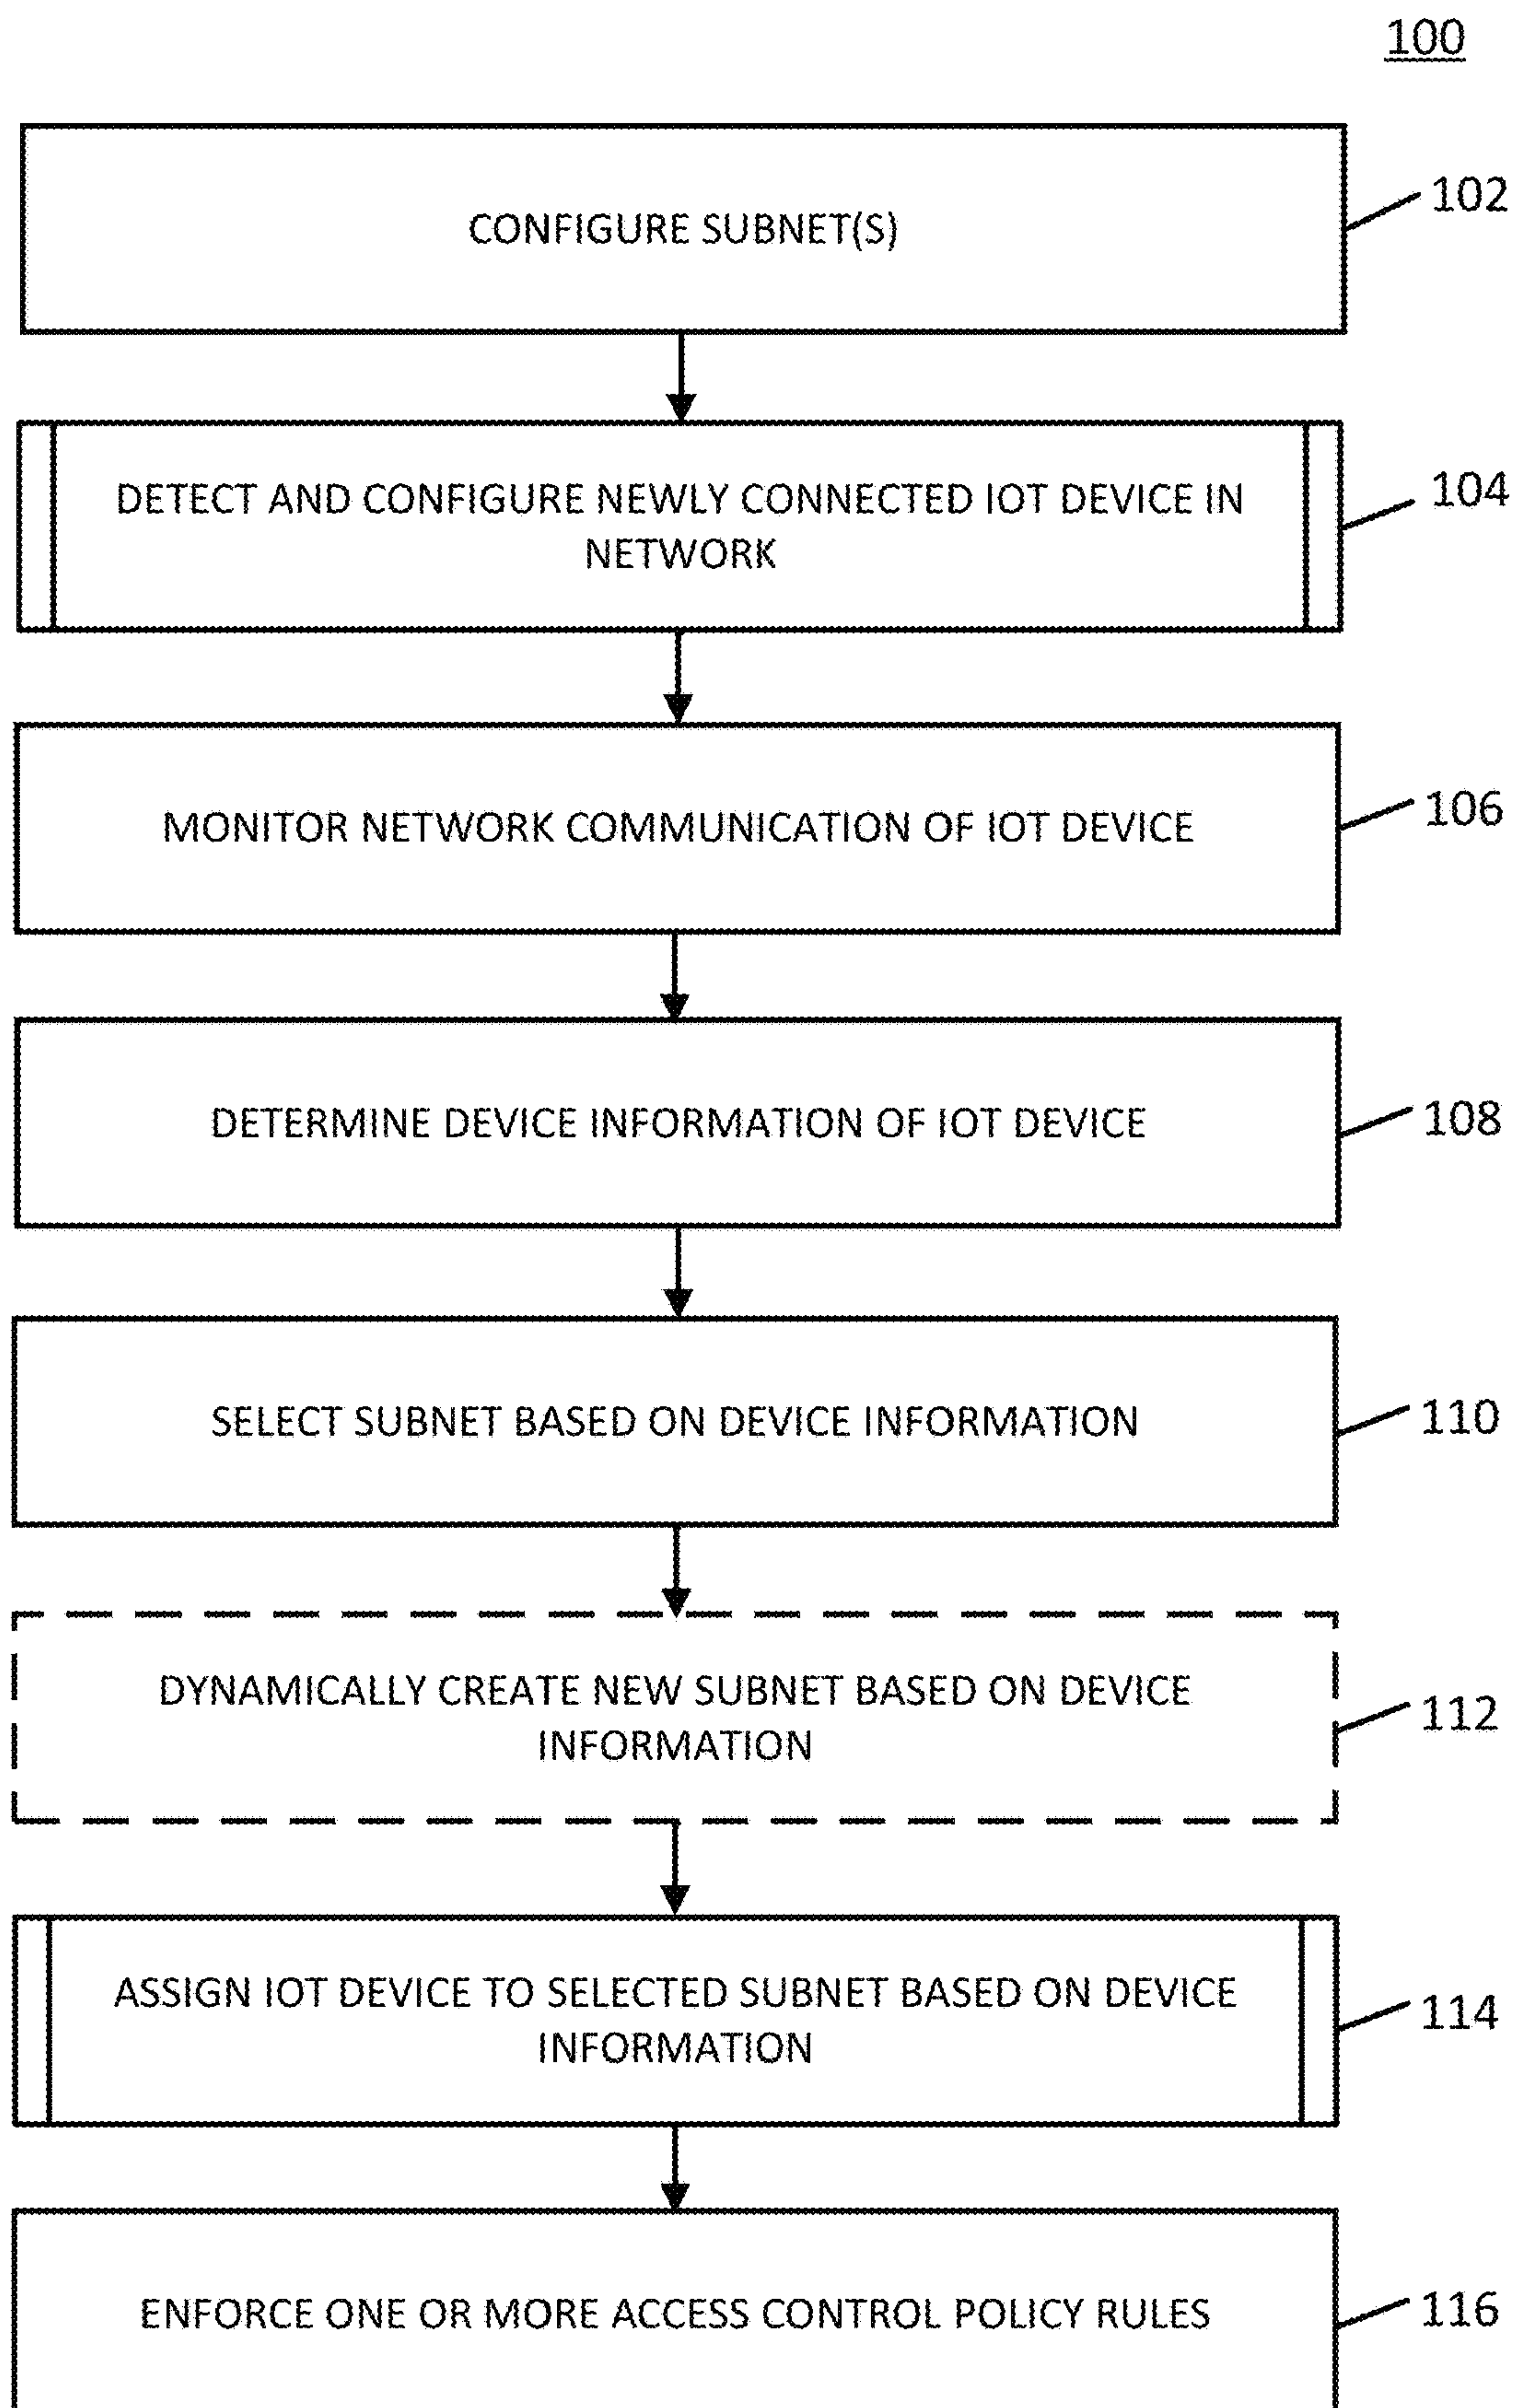 100
CONFIGURE SUBNET(S)
102
DETECT AND CONFIGURE NEWLY CONNECTED IOT DEVICE IN
NETWORK
104
MONITOR NETWORK COMMUNICATION OF IOT DEVICE
106
DETERMINE DEVICE INFORMATION OF IOT DEVICE
108
SELECT SUBNET BASED ON DEVICE INFORMATION
110
DYNAMICALLY CREATE NEW SUBNET BASED ON DEVICE
INFORMATION
112
ASSIGN IOT DEVICE TO SELECTED SUBNET BASED ON DEVICE
INFORMATION
114
ENFORCE ONE OR MORE ACCESS CONTROL POLICY RULES
116